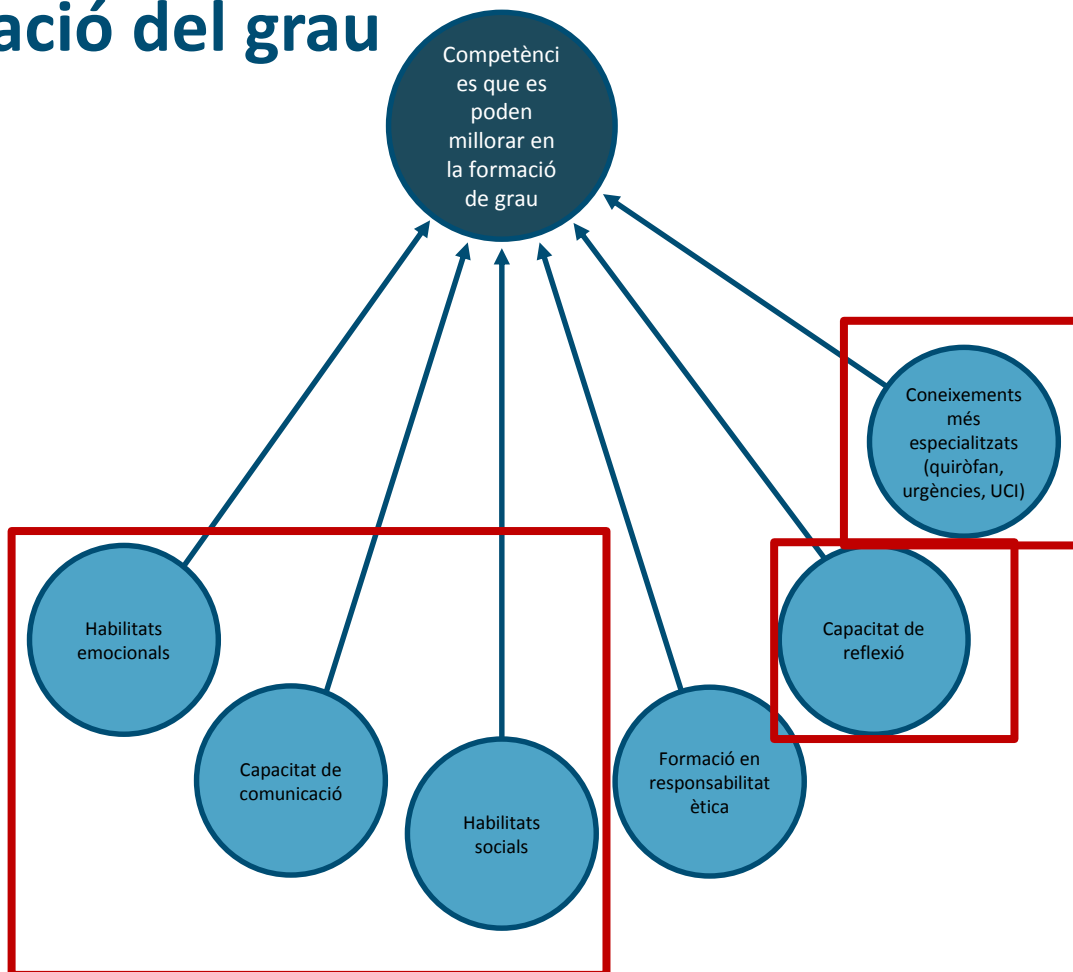 ació del grau
Competènci
es que es
poden
millorar en
la formació
de grau
Coneixements
més
especialitzats
(quiròfan,
urgències, UCI)
Habilitats
emocionals
Capacitat de
reflexió
Capacitat de
comunicació
Formació en
responsabilitat
ètica
Habilitats
socials